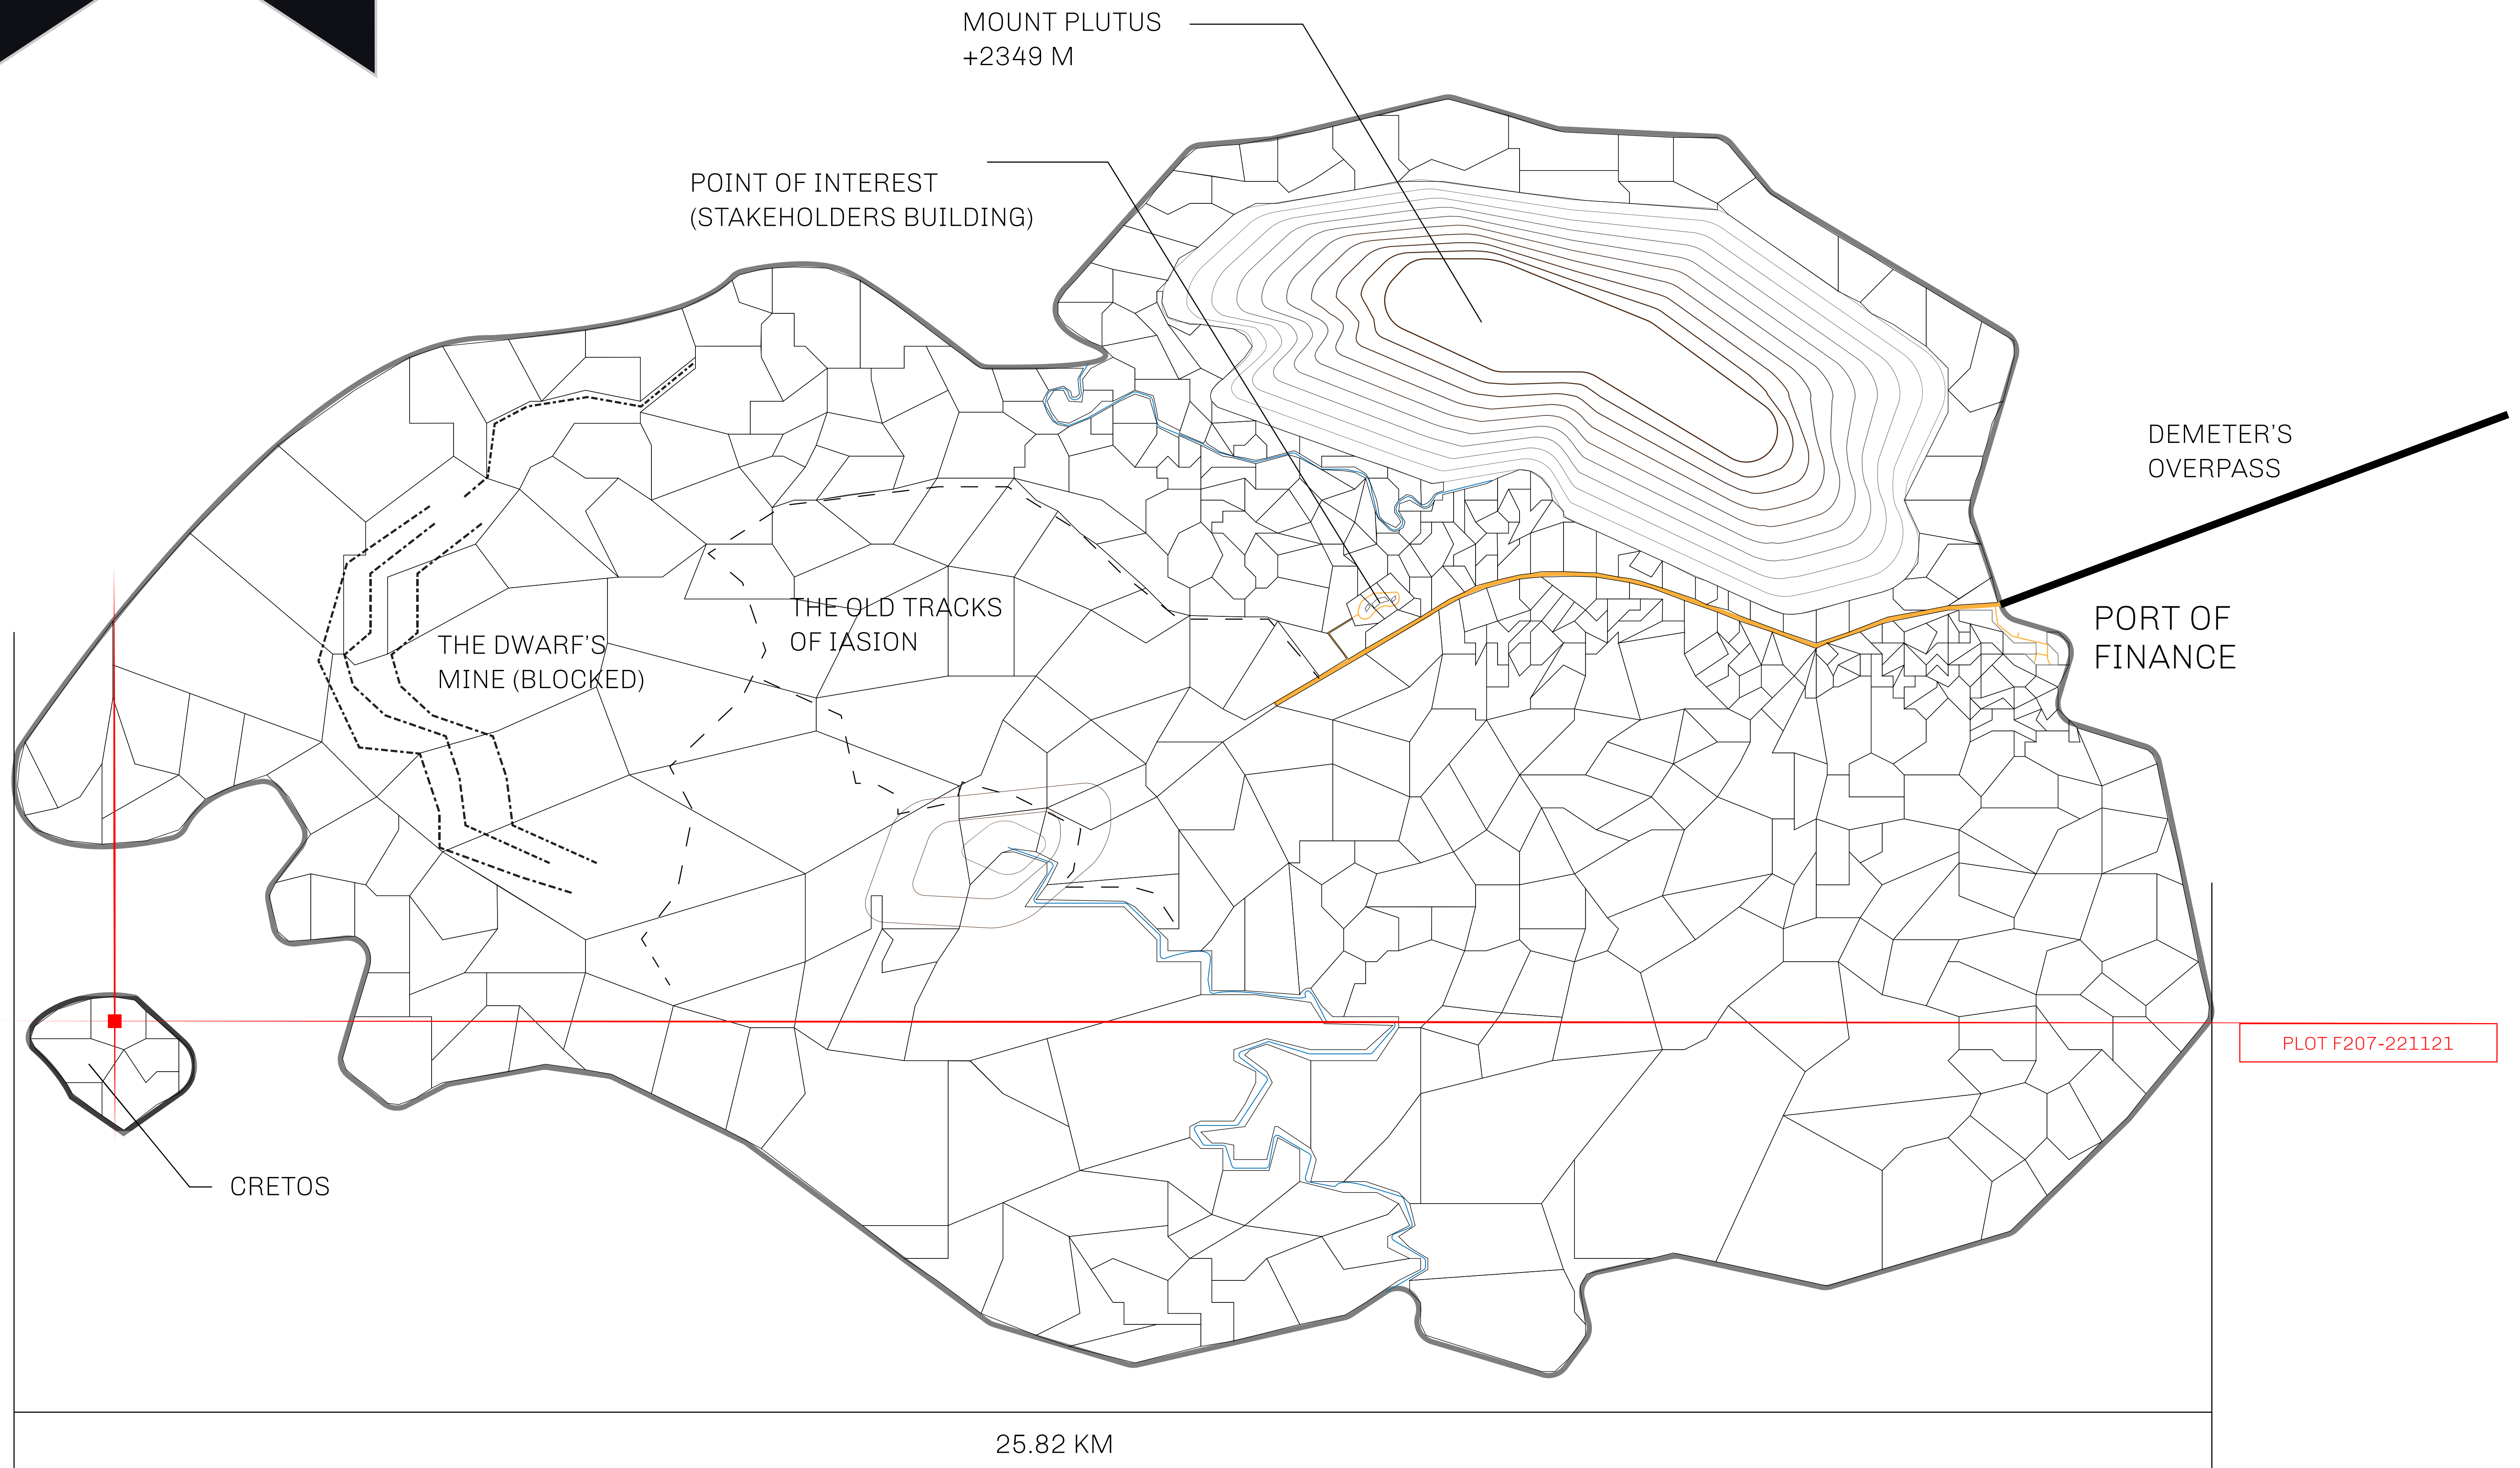 MOUNT PLUTUS
+2349 M
POINT OF INTEREST
(STAKEHOLDERS BUILDING)
DEMETER'S
OVERPASS
THE OLD TRACKS
OF IASION
PORT OF
FINANCE
THE DWARF'S
MINE (BLOCKED)
PLOT F207-221121
CRETOS
25.82 KM